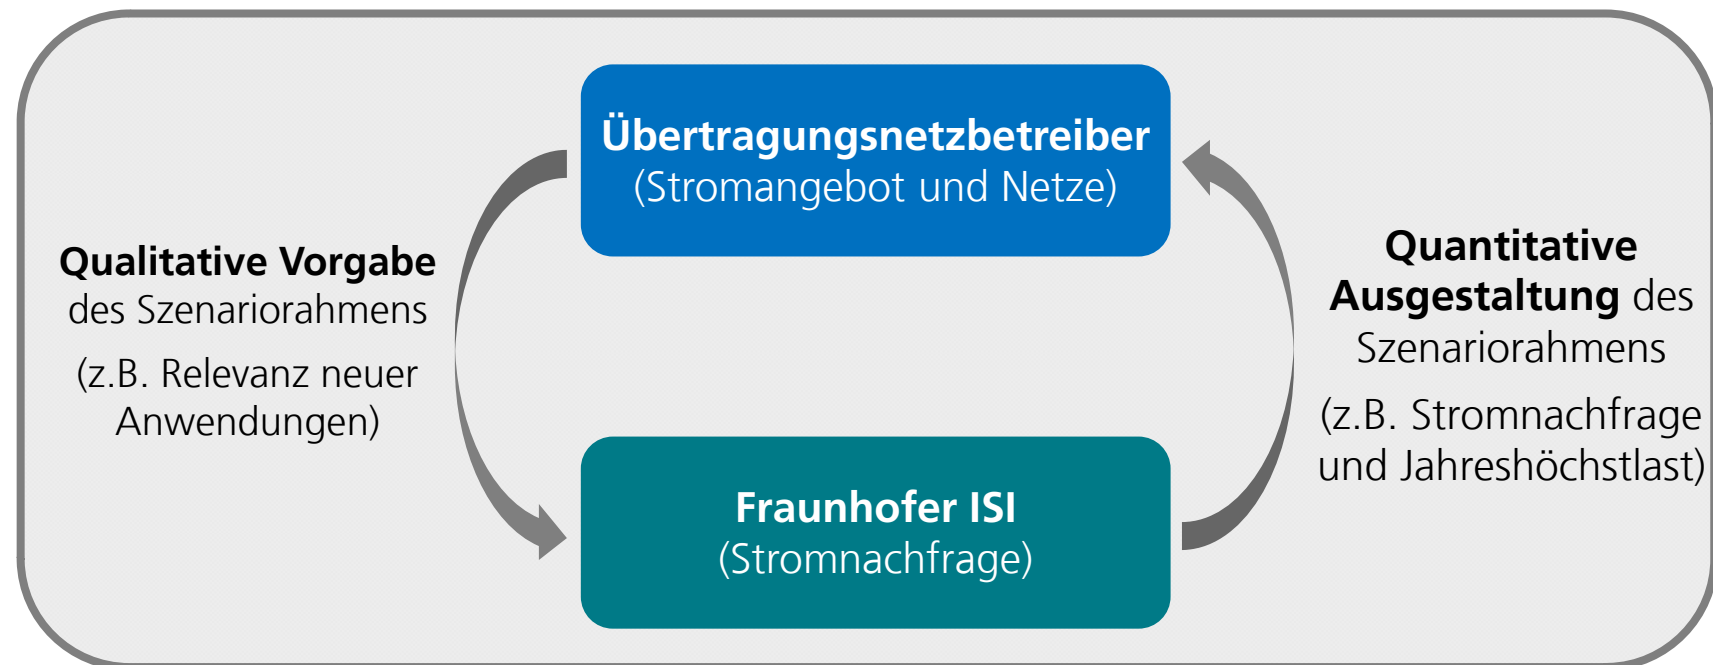 Übertragungsnetzbetreiber
(Stromangebot und Netze)
Qualitative Vorgabe
des Szenariorahmens
(z.B. Relevanz neuer
Anwendungen)
Quantitative
Ausgestaltung des
Szenariorahmens
(z.B. Stromnachfrage
und Jahreshöchstlast)
Fraunhofer ISI
(Stromnachfrage)